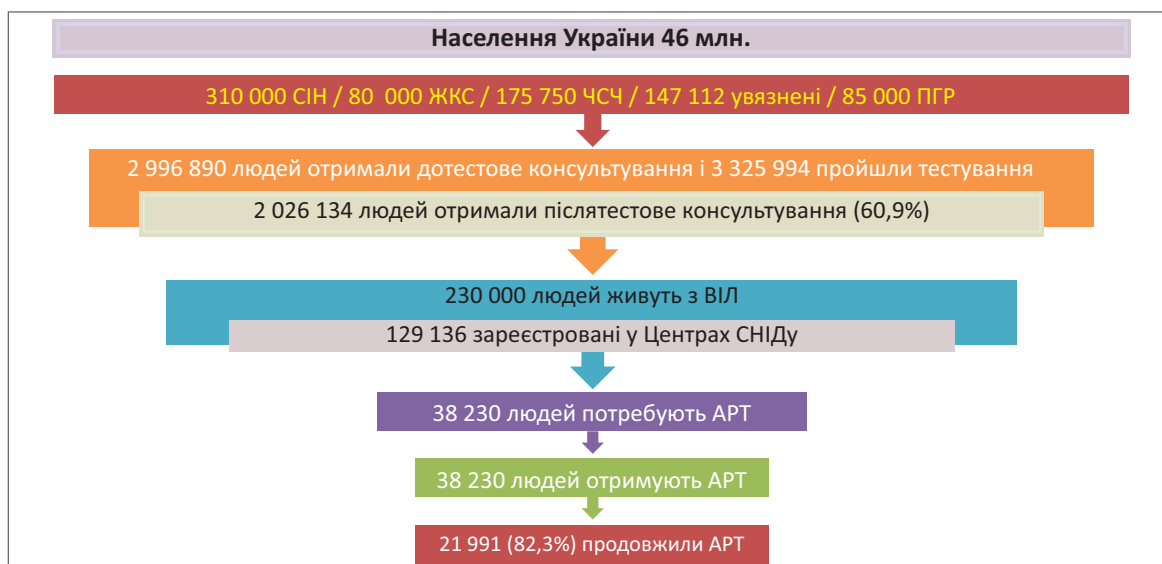 Населення України 46 млн.
310 000 СІН / 80 000 ЖКС / 175 750 ЧСЧ / 147 112 увязнені / 85 000 ПГР
2 996 890 людей отримали дотестове консультування і 3 325 994 пройшли тестування
2 026 134 людей отримали післятестове консультування (60,9%)
230 000 людей живуть з ВІЛ
129 136 зареєстровані у Центрах СНІДу
38 230 людей потребують АРТ
38 230 людей отримують АРТ
21 991 (82,3%) продовжили АРТ